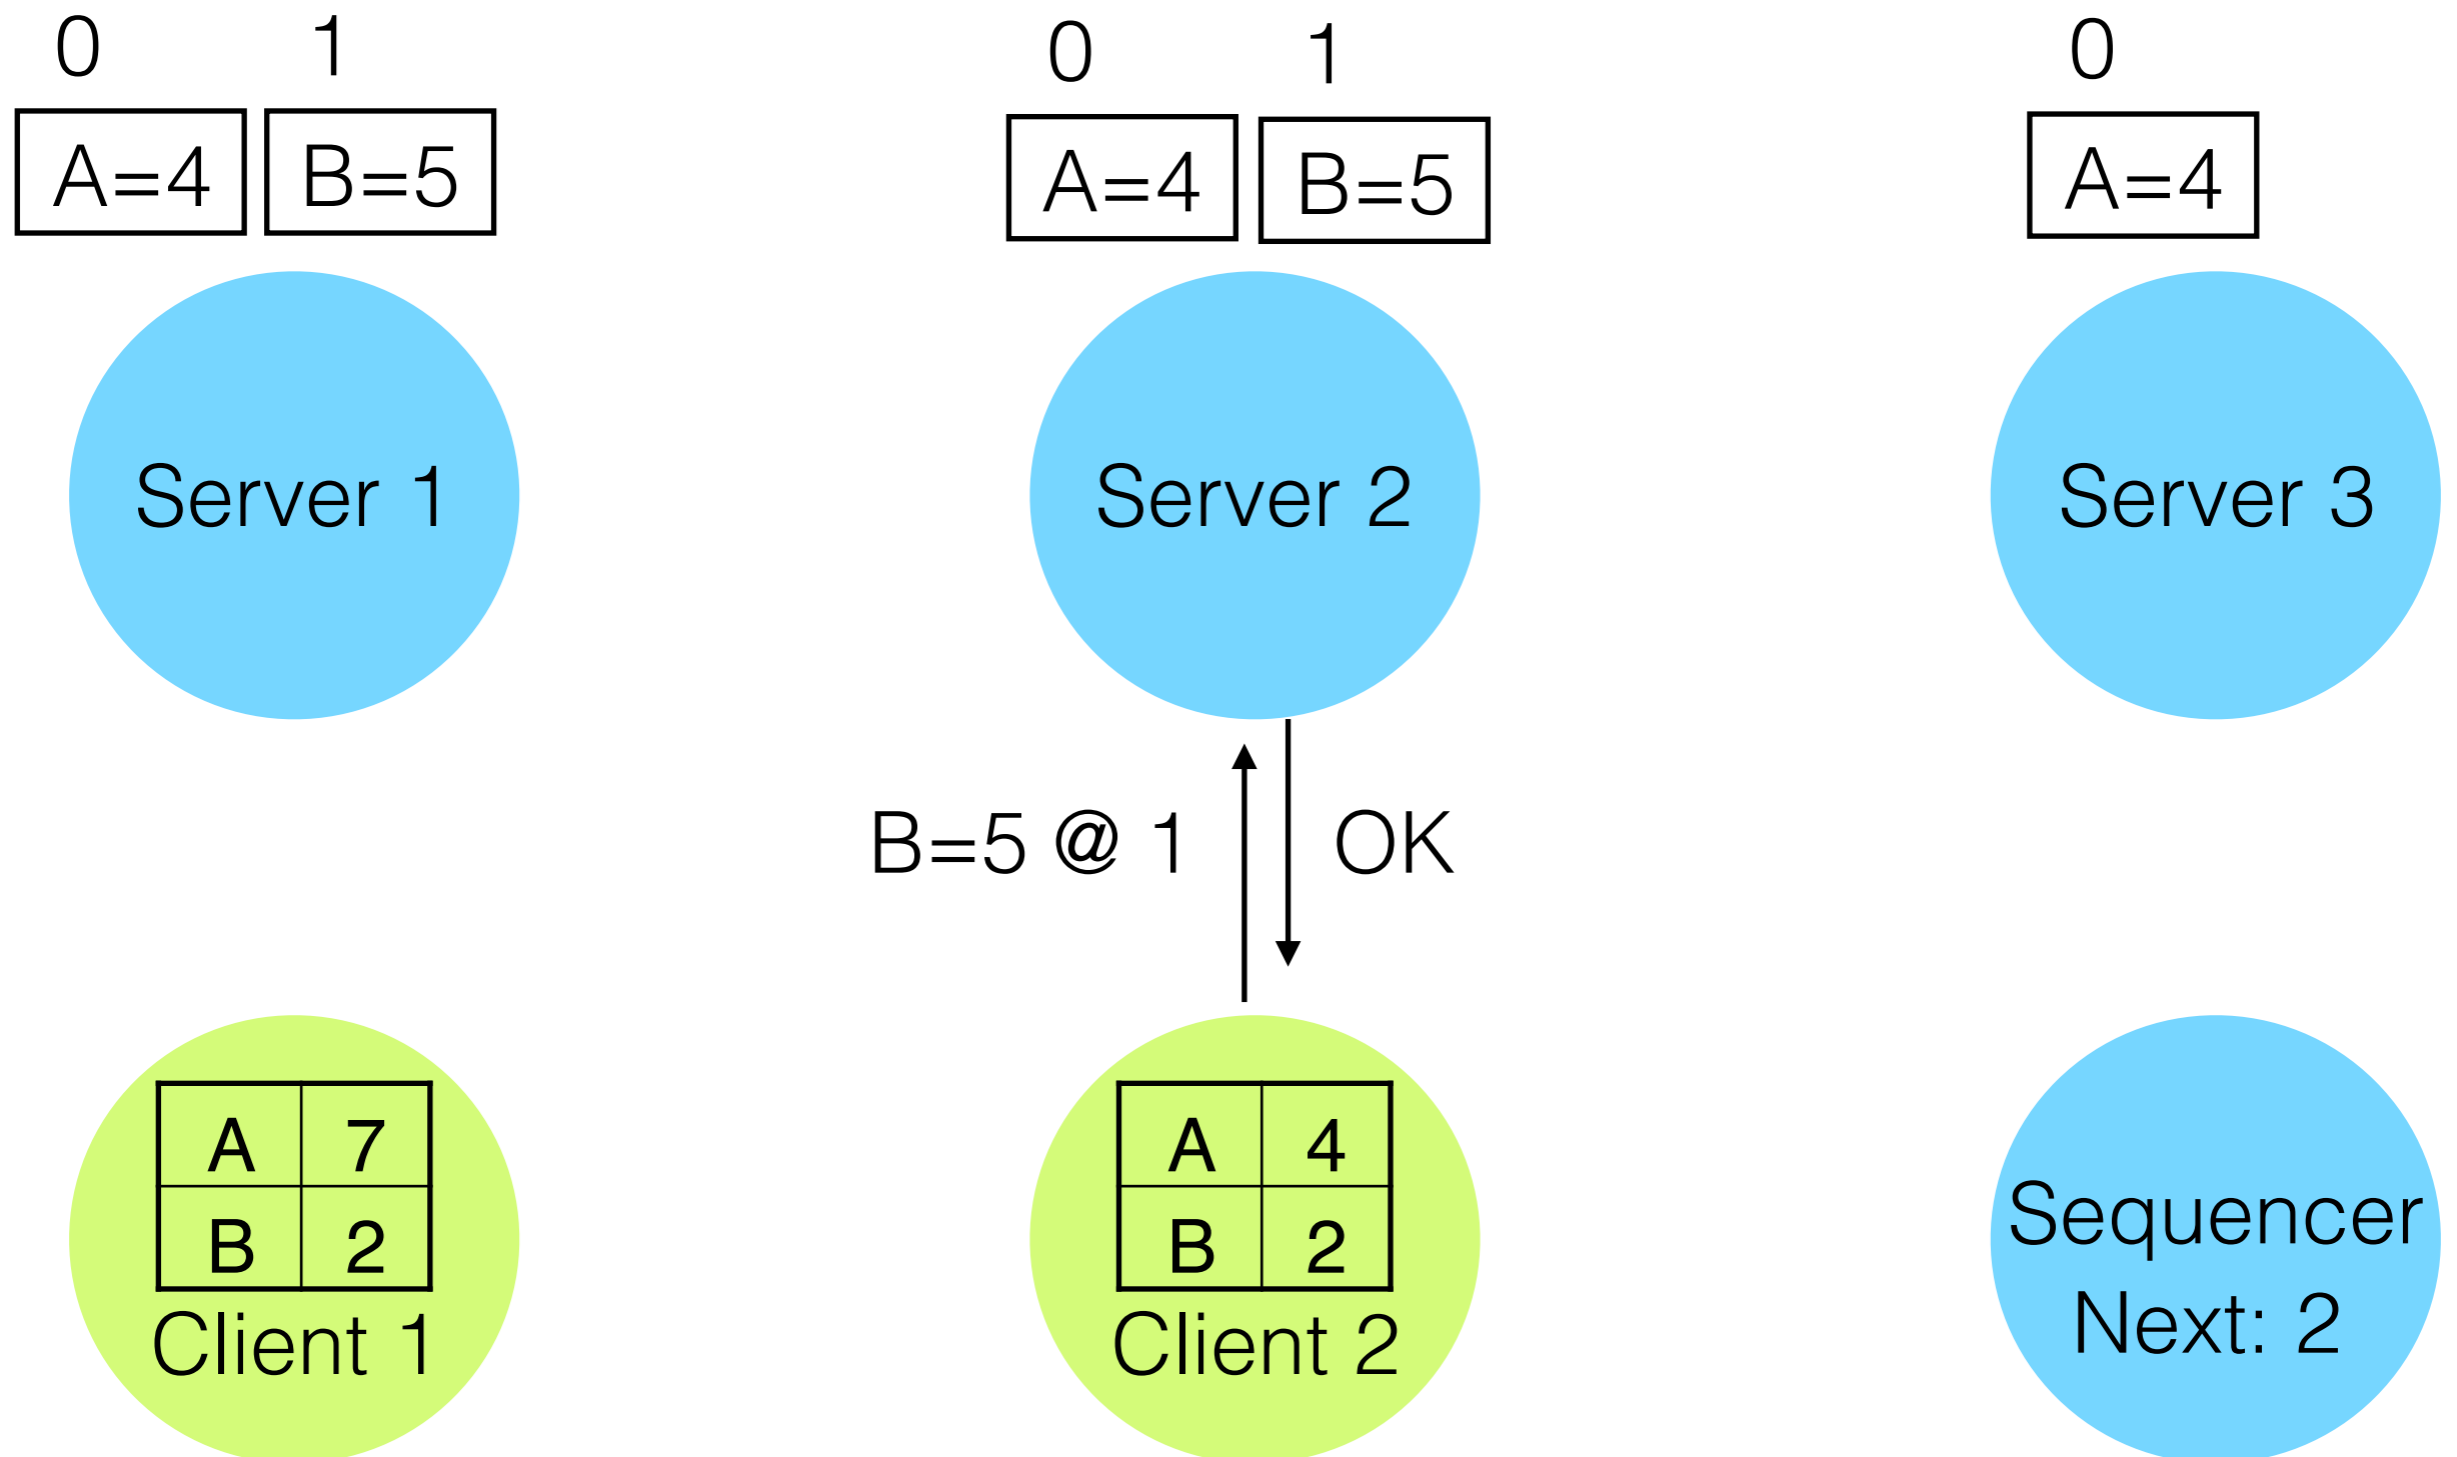 0 1
A=4 B=5
0 1
A=4 B=5
0
A=4
Server 1
Server 2
Server 3
B=5 @ 1
OK
A 7
B 2
Client 1
A 4
B 2
Client 2
Sequencer
Next: 2